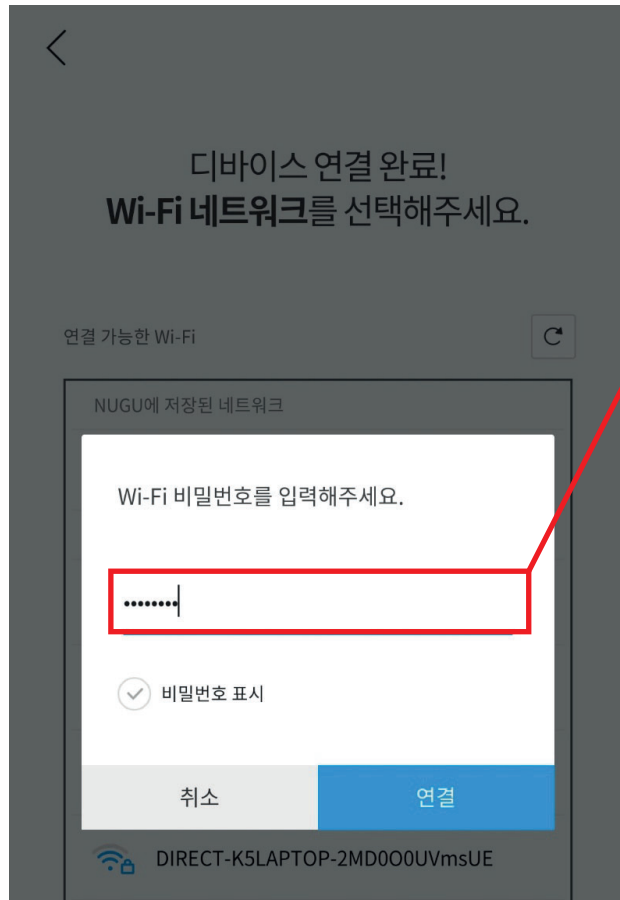 디바이스 연결 완료!
Wi-Fi 네트워크를 선택해주세요.
연결 가능한 Wi-Fi
NUGU에 저장된 네트워크
Wi-Fi 비밀번호를 입력해주세요.
••••••••
비밀번호 표시
취소
연결
DIRECT-K5LAPTOP-2MD0O0UVmsUE